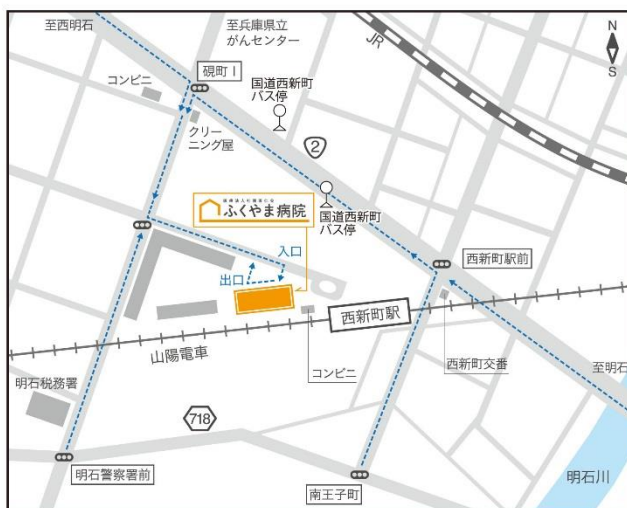 至西明石
至兵庫県立
がんセンター
N
S
JR
硯町1
コンビニ
国道西新町
バス停
クリー
ニング屋
2
ふくやま病院
国道西新町
バス停
入口
出口
西新町駅前
西新町駅
山陽電車
コンビニ
西新町交番
至明石
明石税務署
718
明石警察署前
南王子町
明石川